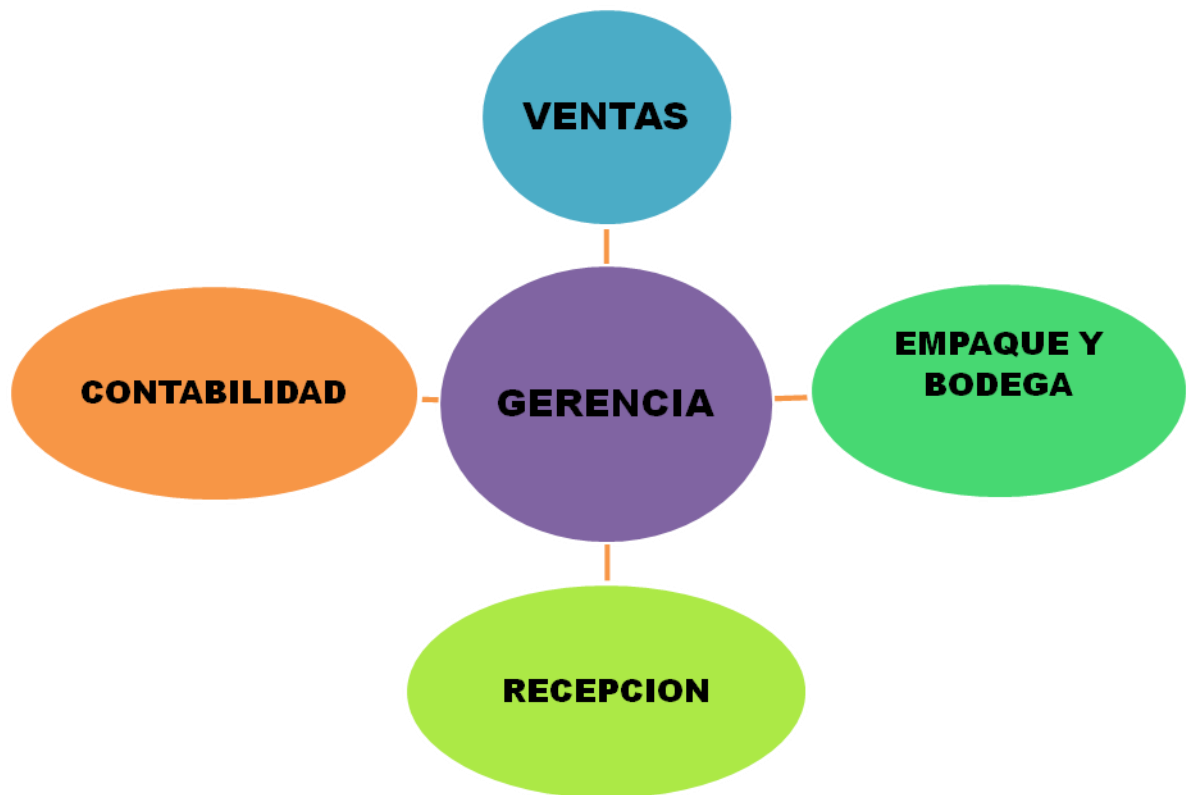 VENTAS
CONTABILIDAD
GERENCIA
EMPAQUE Y
BODEGA
RECEPCION